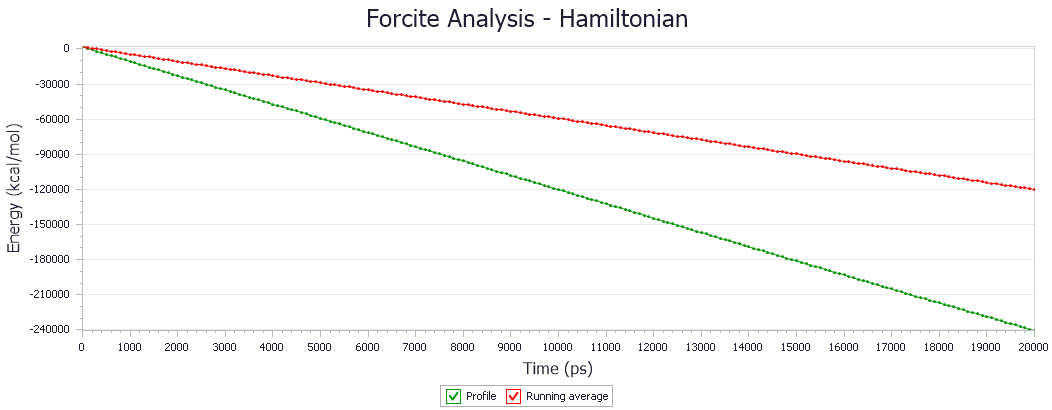 Forcite Analysis - Hamiltonian
Energy (kcal/mol)
0
-30000
-60000
-90000
-120000
-150000
-180000
-210000
-240000
0 1000 2000 3000 4000 5000 6000 7000 8000 9000 10000 11000 12000 13000 14000 15000 16000 17000 18000 19000 20000
Time (ps)
Profile Running average